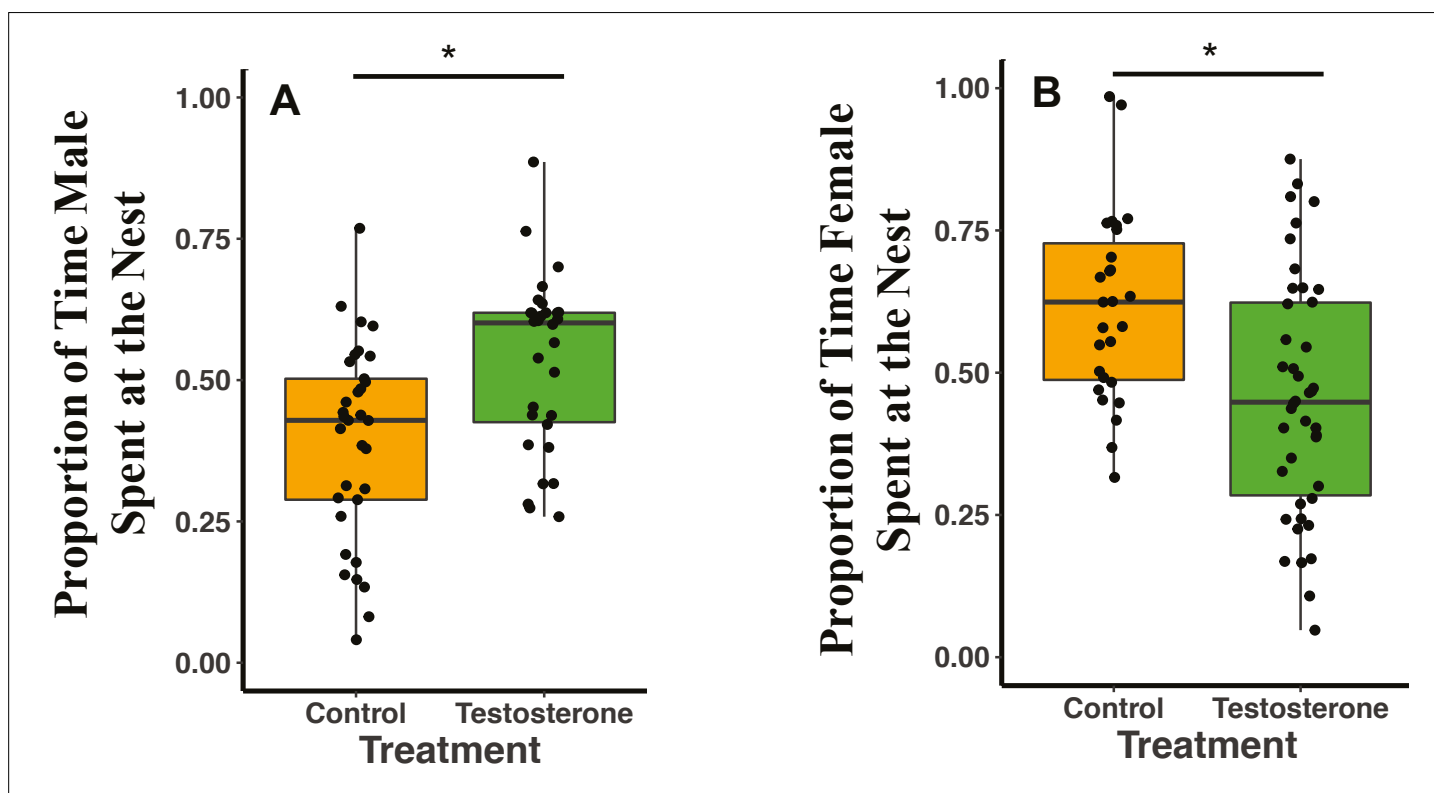 *
A
Proportion of Time Male
Spent at the Nest
1.00
0.75
0.50
0.25
0.00
Control
Testosterone
Treatment
*
B
Proportion of Time Female
Spent at the Nest
1.00
0.75
0.50
0.25
0.00
Control
Testosterone
Treatment